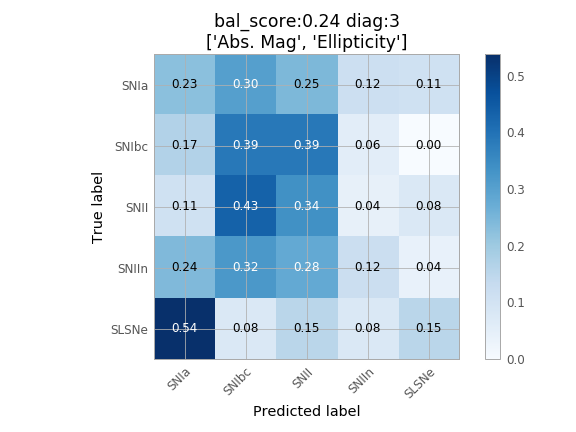 bal_score:0.24 diag:3
['Abs. Mag', 'Ellipticity']
SNIa 0.23 0.30 0.25 0.12 0.11
SNIbc 0.17 0.39 0.39 0.06 0.00
SNII 0.11 0.43 0.34 0.04 0.08
SNIIn 0.24 0.32 0.28 0.12 0.04
SLSNe 0.54 0.08 0.15 0.08 0.15
True label
SNIa SNIbc SNII SNIIn SLSNe
Predicted label
0.5
0.4
0.3
0.2
0.1
0.0